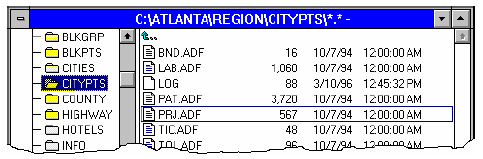 C:\ATLANTA\REGION\CITYPTS\*.* -
BLKGRP
BLKPTS
CITIES
CITYPTS
COUNTY
HIGHWAY
HOTELS
INFO
..
BND.ADF 16 10/7/94 12:00:00 AM
LAB.ADF 1,060 10/7/94 12:00:00 AM
LOG 88 3/10/96 12:45:32 PM
PAT.ADF 3,720 10/7/94 12:00:00 AM
PRJ.ADF 567 10/7/94 12:00:00 AM
TIC.ADF 48 10/7/94 12:00:00 AM
TOL.ADF 96 10/7/94 12:00:00 AM